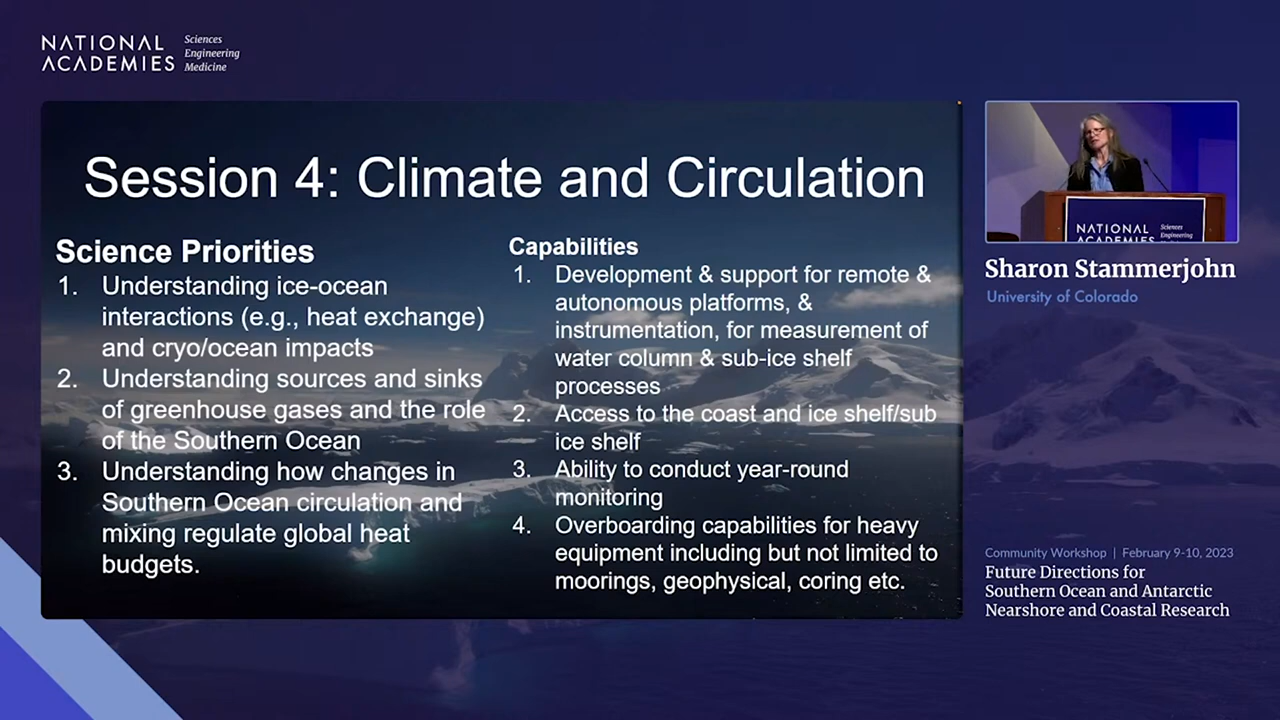 NATIONAL
ACADEMIES
Sciences
Engineering
Medicine
Session 4: Climate and Circulation
Science Priorities
1. Understanding ice-ocean
interactions (e.g., heat exchange)
and cryo/ocean impacts
2. Understanding sources and sinks
of greenhouse gases and the role
of the Southern Ocean
3. Understanding how changes in
Southern Ocean circulation and
mixing regulate global heat
budgets.
Capabilities
1. Development & support for remote &
autonomous platforms, &
instrumentation, for measurement of
water column & sub-ice shelf
processes
2. Access to the coast and ice shelf/sub
ice shelf
3. Ability to conduct year-round
monitoring
4. Overboarding capabilities for heavy
equipment including but not limited to
moorings, geophysical, coring etc.
NATIONAL
ACADEMIES
Sciences
Engineering
Sharon Stammerjohn
University of Colorado
Community Workshop | February 9-10, 2023
Future Directions for
Southern Ocean and Antarctic
Nearshore and Coastal Research